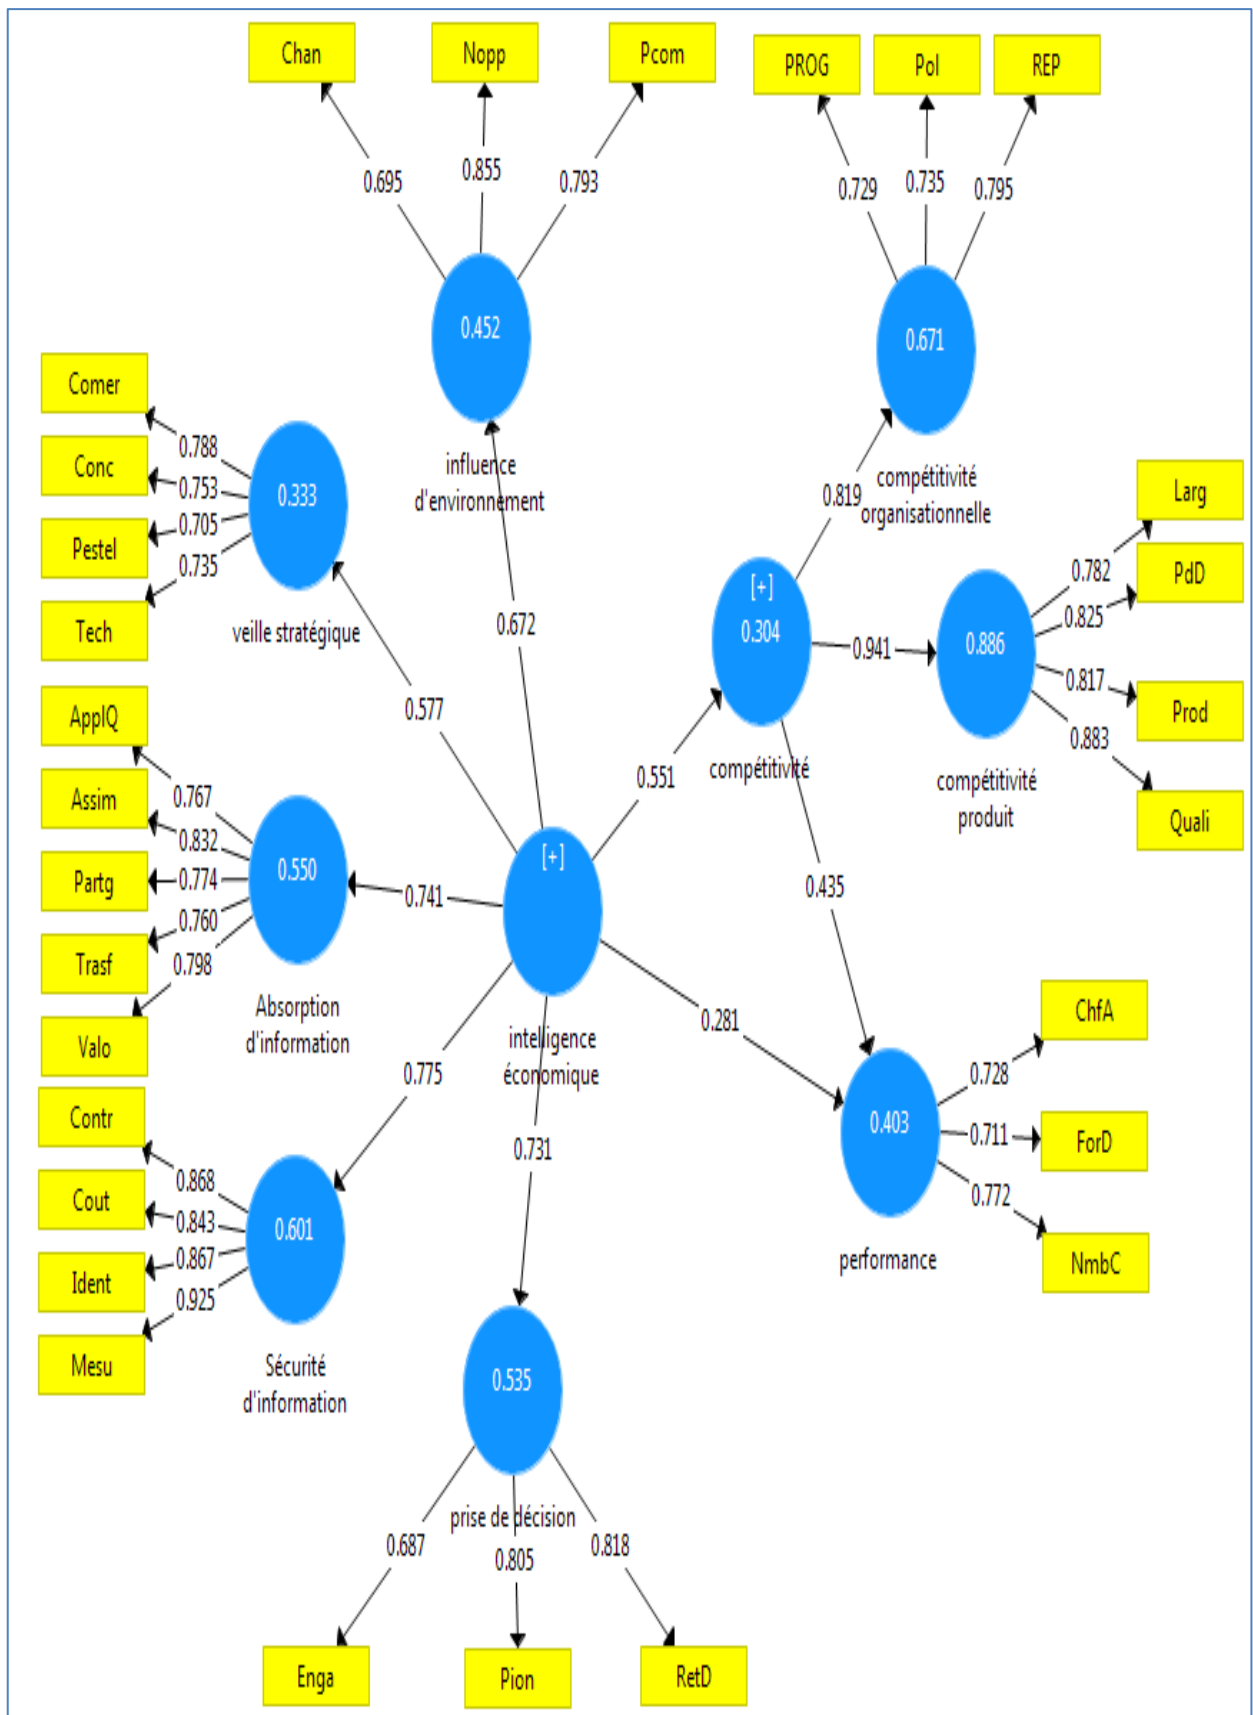 Chan
Nopp
Pcom
PROG
Pol
REP
0.695
0.855
0.793
0.729
0.735
0.795
0.452
0.671
influence
d'environnement
compétitivité
organisationnelle
Comer
Conc
Pestel
Tech
0.788
0.753
0.705
0.735
0.333
veille stratégique
0.672
0.577
0.819
[+]
0.304
compétitivité
0.941
0.886
compétitivité
produit
0.782
0.825
0.817
0.883
Larg
PdD
Prod
Quali
ApplQ
Assim
Partg
Trasf
Valo
0.767
0.832
0.774
0.760
0.798
0.550
Absorption
d'information
0.741
0.551
0.435
[+]
intelligence
économique
0.281
0.775
0.731
Contr
Cout
Ident
Mesu
0.868
0.843
0.867
0.925
0.601
Sécurité
d'information
0.403
performance
0.728
0.711
0.772
ChfA
ForD
NmbC
0.535
prise de décision
0.687
0.805
0.818
Enga
Pion
RetD